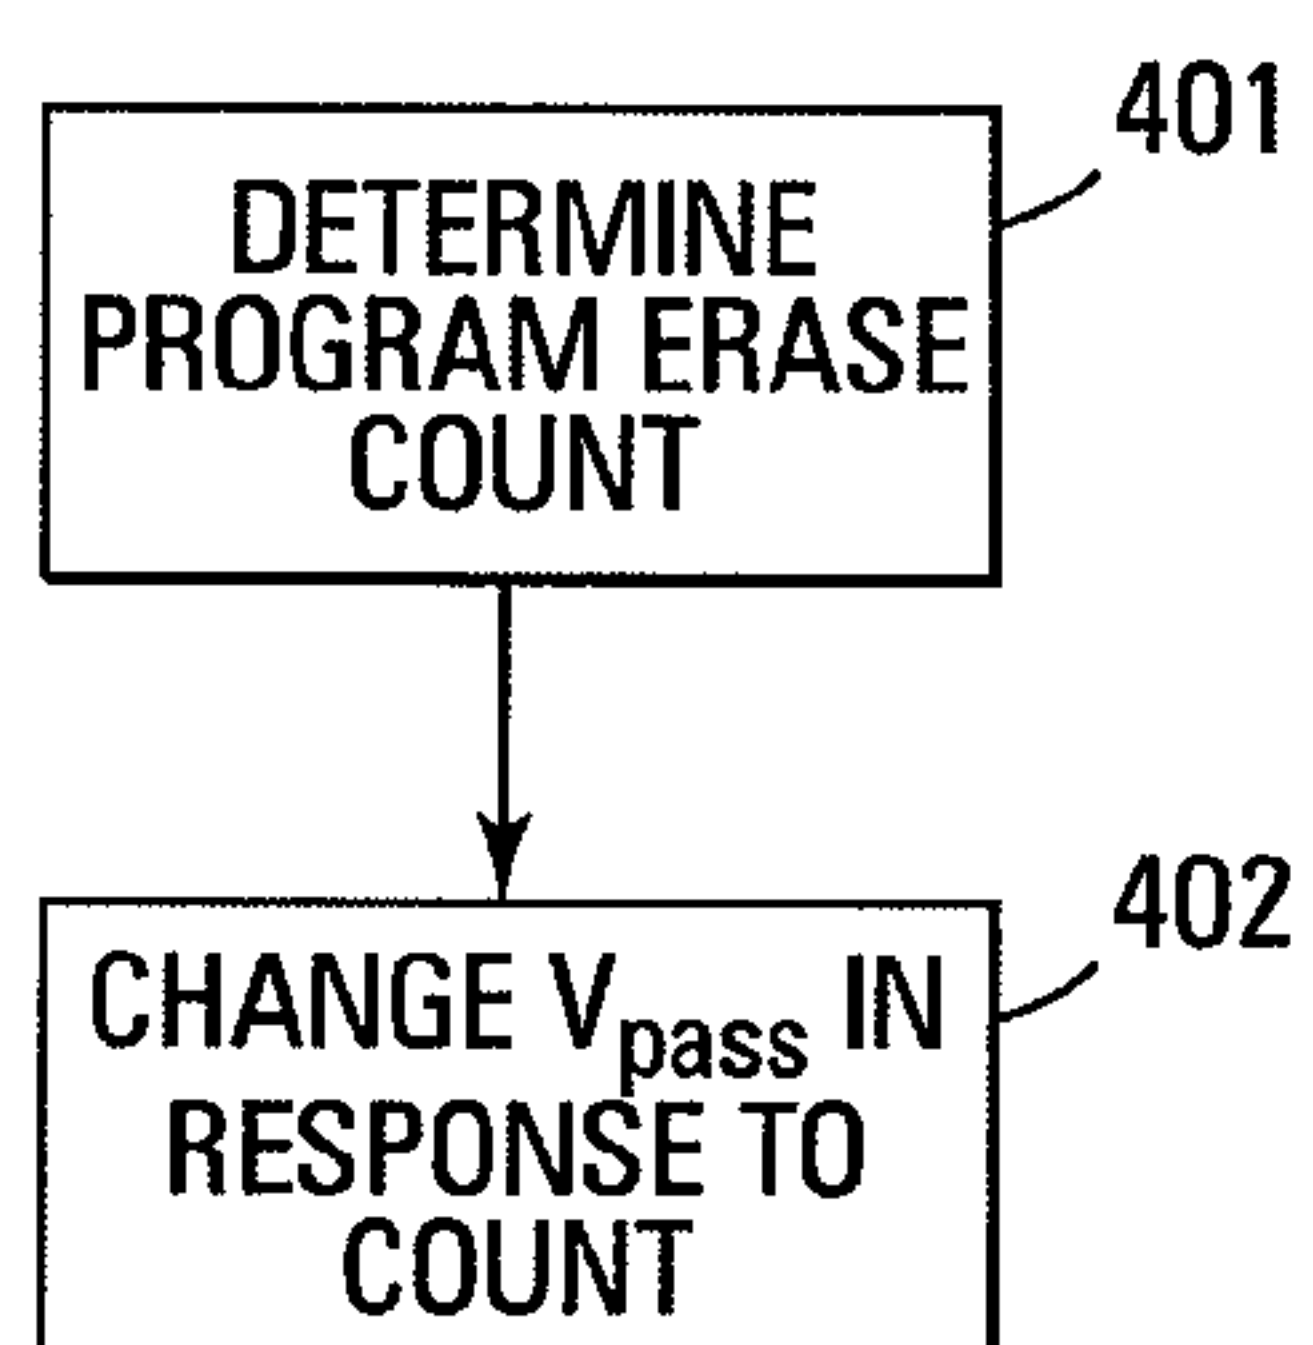 401
DETERMINE
PROGRAM ERASE
COUNT
402
CHANGE Vpass IN
RESPONSE TO
COUNT